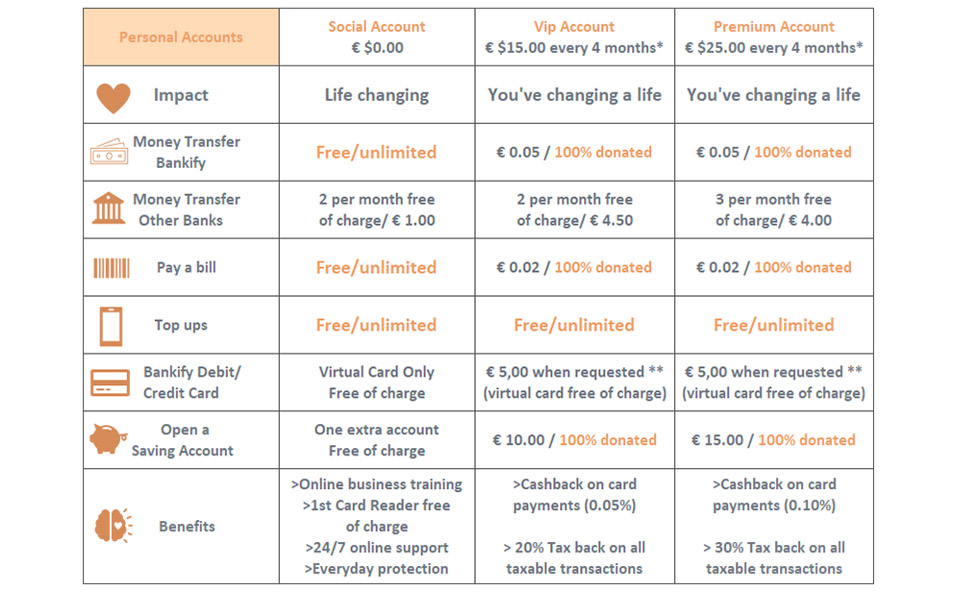 Personal Accounts
Social Account
€ $0.00
Vip Account
€ $15.00 every 4 months*
Premium Account
€ $25.00 every 4 months*
Impact
Life changing
You've changing a life
You've changing a life
Money Transfer
Bankify
Free/unlimited
€ 0.05 / 100% donated
€ 0.05 / 100% donated
Money Transfer
Other Banks
2 per month free
of charge/ € 1.00
2 per month free
of charge/ € 4.50
3 per month free
of charge/ € 4.00
Pay a bill
Free/unlimited
€ 0.02 / 100% donated
€ 0.02 / 100% donated
Top ups
Free/unlimited
Free/unlimited
Free/unlimited
Bankify Debit/
Credit Card
Virtual Card Only
Free of charge
€ 5,00 when requested **
(virtual card free of charge)
€ 5,00 when requested **
(virtual card free of charge)
Open a
Saving Account
One extra account
Free of charge
€ 10.00 / 100% donated
€ 15.00 / 100% donated
Benefits
>Online business training
>1st Card Reader free
of charge
>24/7 online support
>Everyday protection
>Cashback on card
payments (0.05%)
> 20% Tax back on all
taxable transactions
>Cashback on card
payments (0.10%)
> 30% Tax back on all
taxable transactions